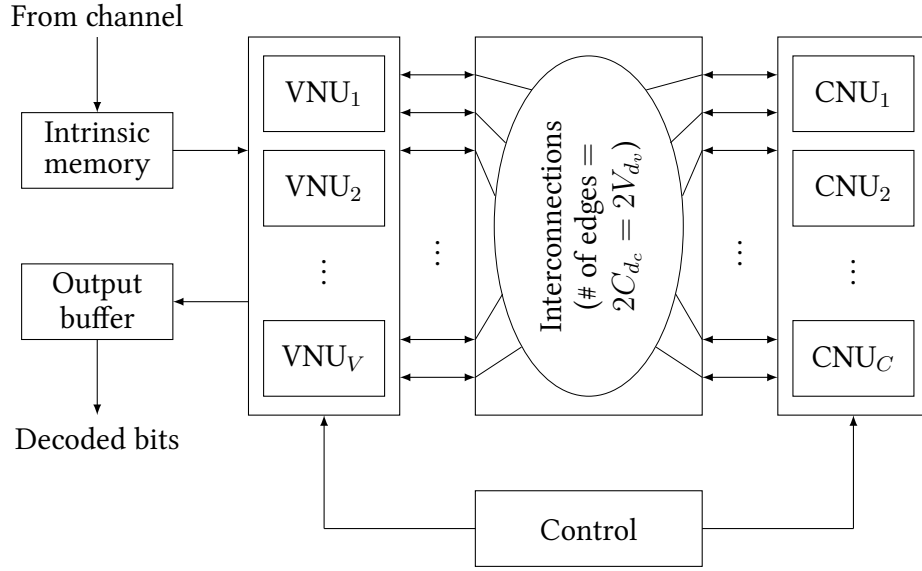 From channel
Intrinsic
memory
Output
buffer
Decoded bits
VNU₁
VNU₂
⋮
VNU_V
⋮
Interconnections
(# of edges =
2C_{d_c} = 2V_{d_v})
⋮
CNU₁
CNU₂
⋮
CNU_C
Control